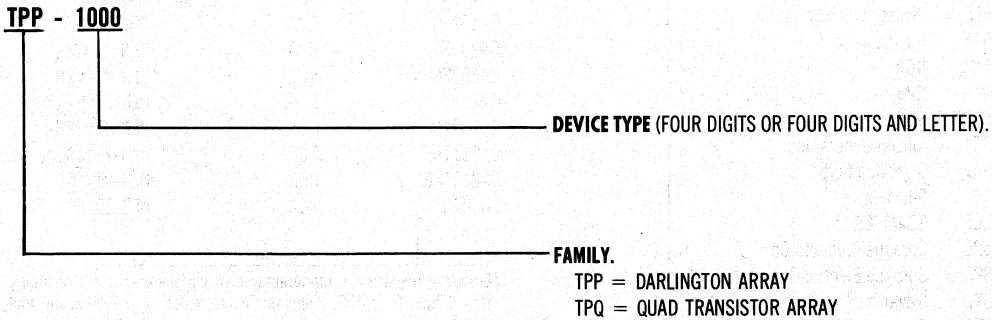 TPP - 1000
DEVICE TYPE (FOUR DIGITS OR FOUR DIGITS AND LETTER).
FAMILY.
TPP = DARLINGTON ARRAY
TPQ = QUAD TRANSISTOR ARRAY